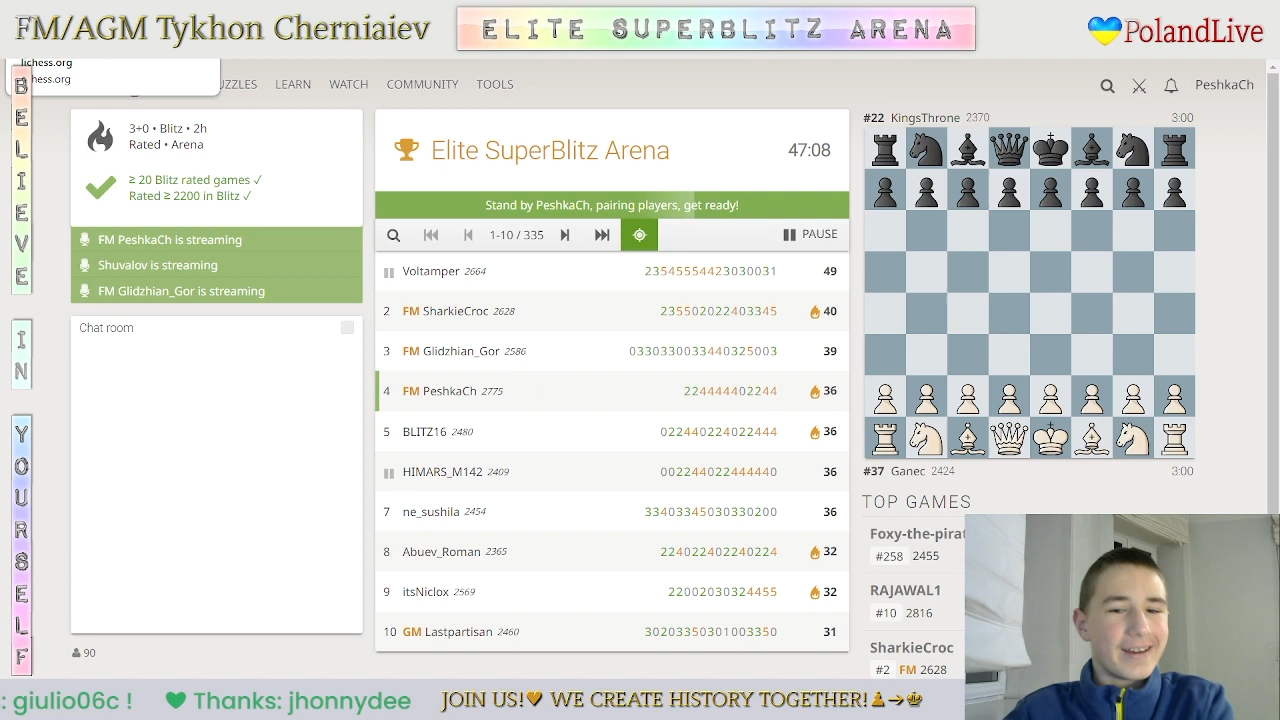 FM/AGM Tykhon Cherniaiev
ELITE SUPERBLITZ ARENA
PolandLive
BELIEVE
IN
YOURSELF
lichess.org
hess.org
UZZLES
LEARN
WATCH
COMMUNITY
TOOLS
PeshkaCh
3+0 • Blitz • 2h
Rated • Arena
≥ 20 Blitz rated games ✓
Rated ≥ 2200 in Blitz ✓
FM PeshkaCh is streaming
Shuvalov is streaming
FM Glidzhian_Gor is streaming
Chat room
90
Elite SuperBlitz Arena
47:08
Stand by PeshkaCh, pairing players, get ready!
1-10 / 335
PAUSE
Voltamper 2664 23545554423030031 49
2 FM SharkieCroc 2628 235502022403345 40
3 FM Glidzhian_Gor 2586 0330330033440325003 39
4 FM PeshkaCh 2775 224444402244 36
5 BLITZ16 2480 022440224022444 36
HIMARS_M142 2409 002244022444440 36
7 ne_sushila 2454 33403345030330200 36
8 Abuev_Roman 2365 224022402240224 32
9 itsNiclox 2569 22002030324455 32
10 GM Lastpartisan 2460 30203350301003350 31
#22 KingsThrone 2370
3:00
#37 Ganec 2424
3:00
TOP GAMES
Foxy-the-pirat
#258 2455
RAJAWAL1
#10 2816
SharkieCroc
#2 FM 2628
: giulio06c !
Thanks: jhonnydee
JOIN US!♥ WE CREATE HISTORY TOGETHER!♟→♚